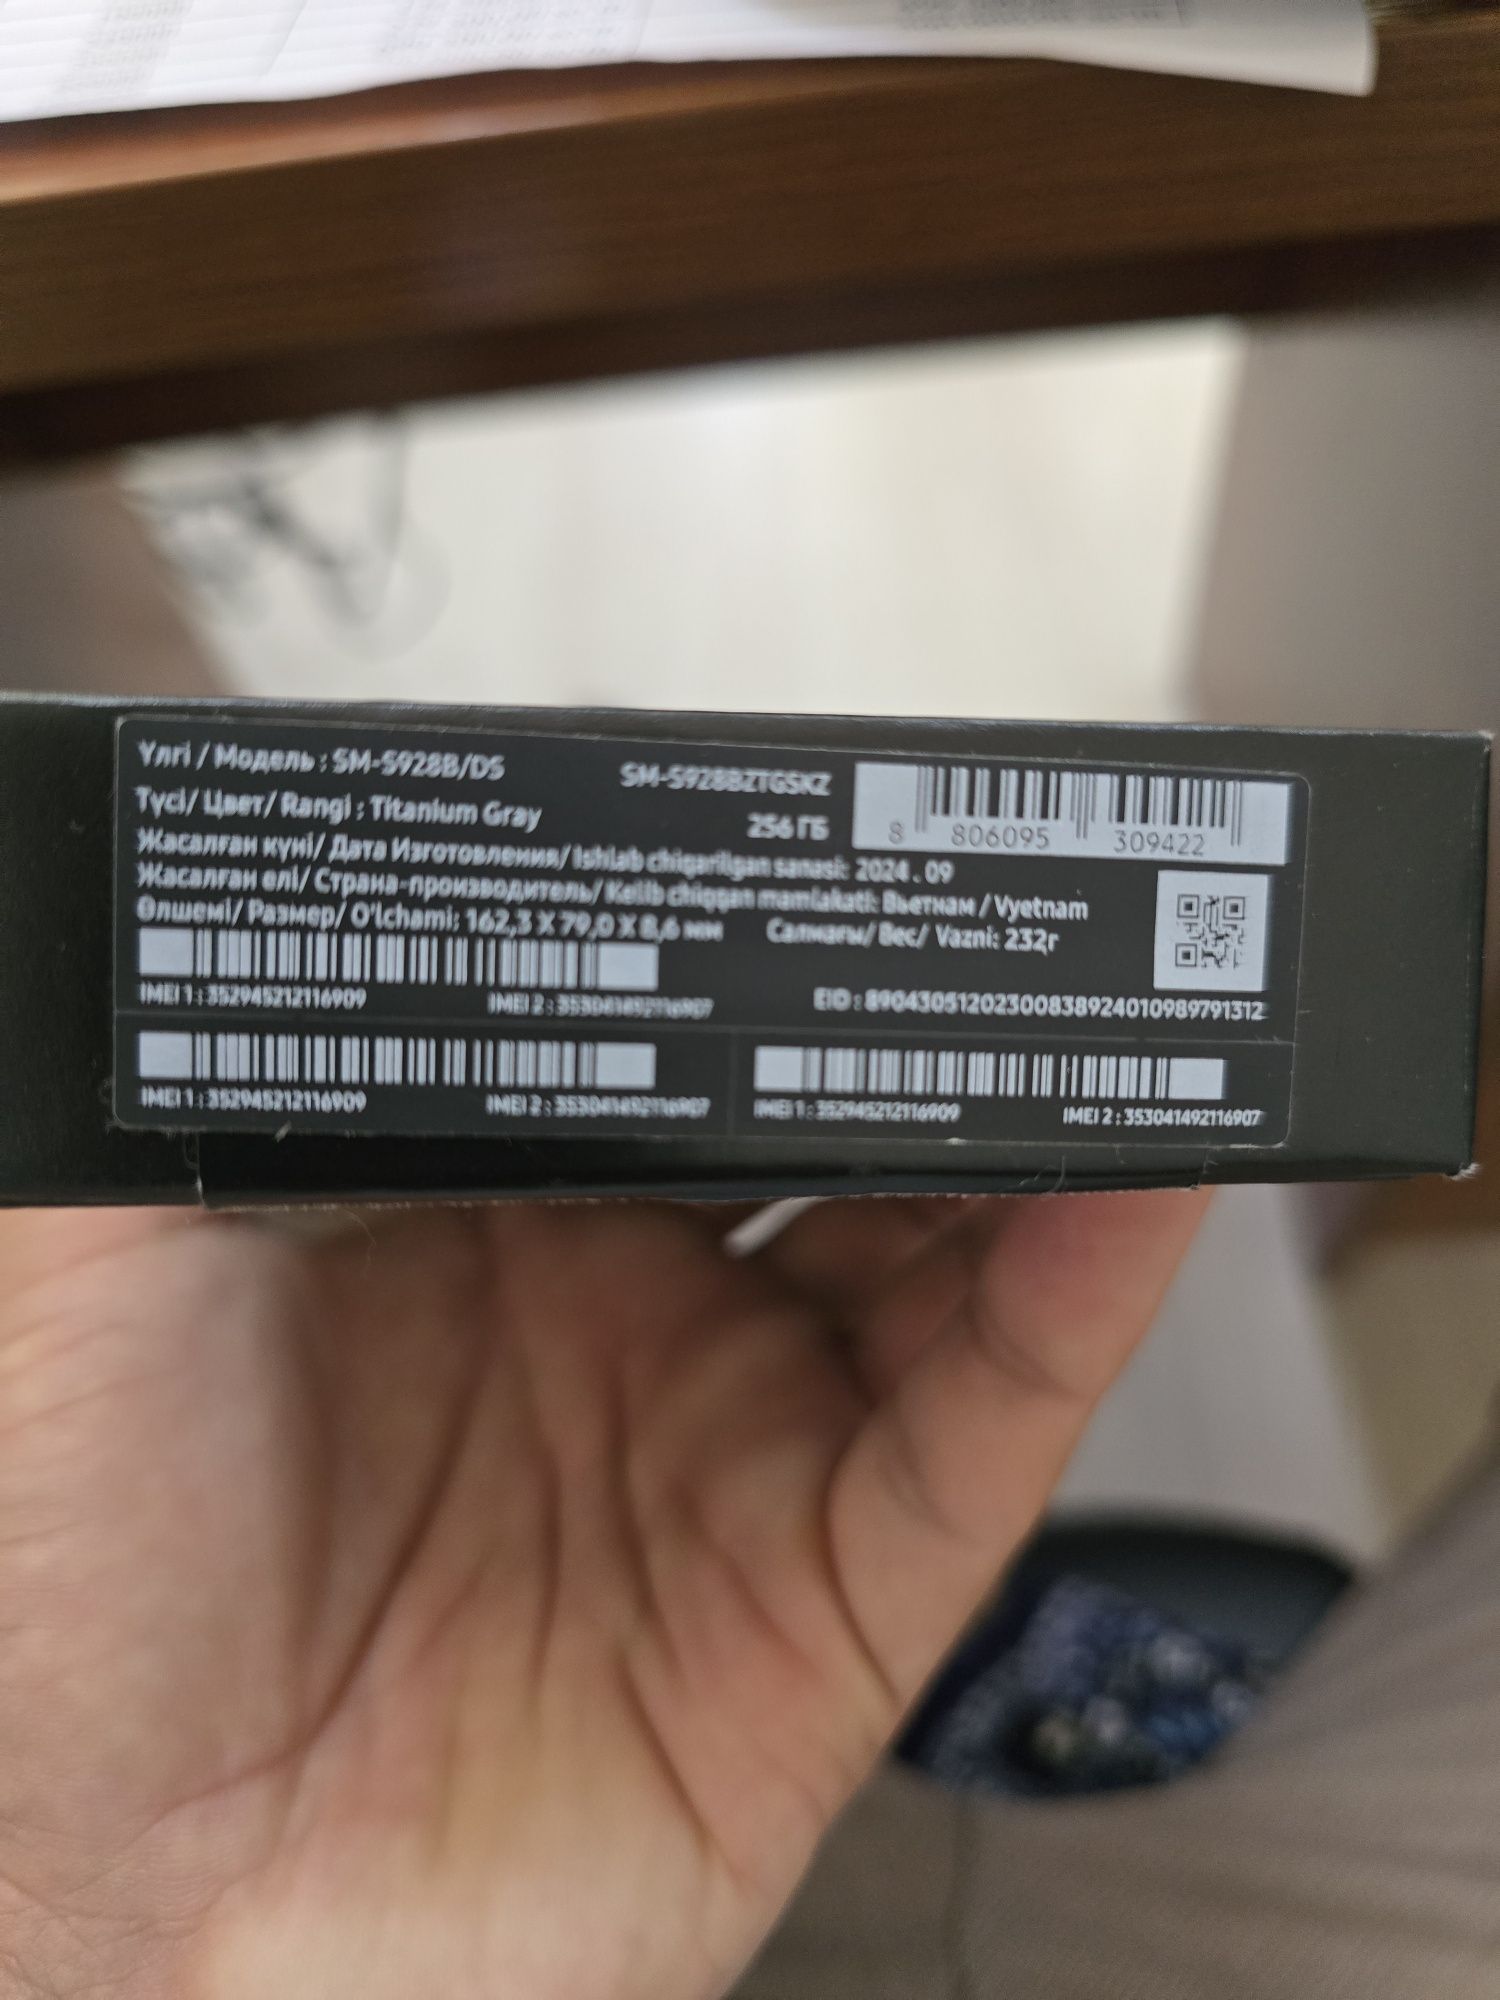 Үлгі / Модель : SM-S928B/DS
SM-S928BZTGSKZ
Түсі/ Цвет/ Rangi : Titanium Gray
256 ГБ
8 806095 309422
Жасалған күні/ Дата Изготовления/ Ishlab chiqarilgan sanasi: 2024 . 09
Жасалған елі/ Страна-производитель/ Kelib chiqqan mamlakati: Вьетнам / Vyetnam
Өлшемі/ Размер/ O'lchami: 162,3 X 79,0 X 8,6 мм
Салмағы/ Вес/ Vazni: 232г
IMEI 1 : 352945212116909
IMEI 2 : 353041492116907
EID : 89043051202300838924010989791312
IMEI 1 : 352945212116909
IMEI 2 : 353041492116907
IMEI 1 : 352945212116909
IMEI 2 : 353041492116907